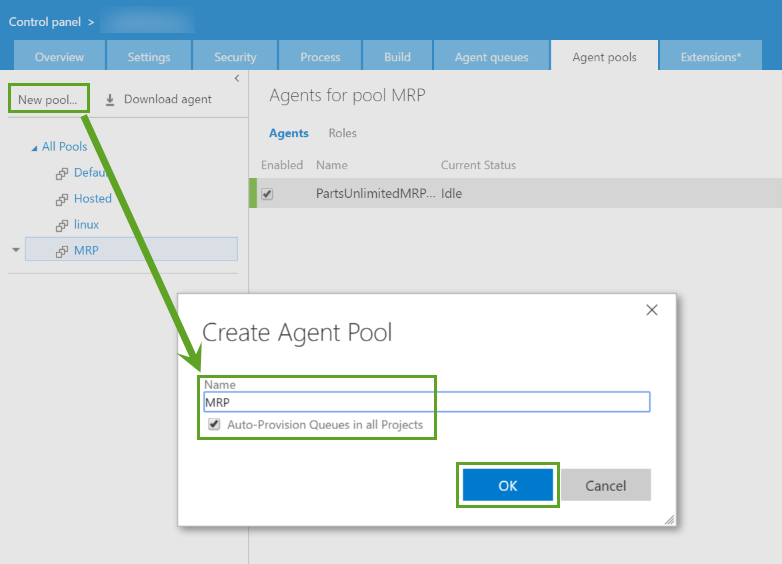 Control panel >
Overview Settings Security Process Build Agent queues Agent pools Extensions*
New pool... Download agent
Agents for pool MRP
Agents Roles
All Pools
Enabled Name Current Status
Default
PartsUnlimitedMRP... Idle
Hosted
linux
MRP
Create Agent Pool
Name
MRP
Auto-Provision Queues in all Projects
OK Cancel